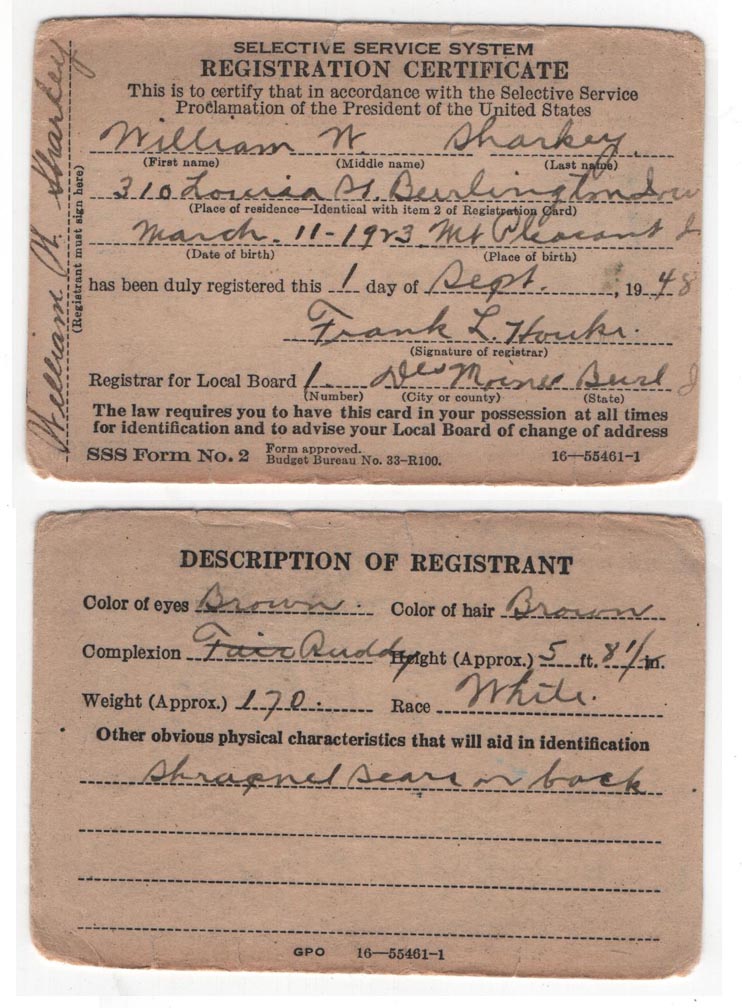 SELECTIVE SERVICE SYSTEM
REGISTRATION CERTIFICATE
This is to certify that in accordance with the Selective Service
Proclamation of the President of the United States
William W. Sharkey.
(First name) (Middle name) (Last name)
310 Louisa St. Burlington Iow
(Place of residence—Identical with item 2 of Registration Card)
March. 11-1923 Mt Pleasant I
(Date of birth) (Place of birth)
has been duly registered this 1 day of Sept. , 19 48
Frank L.
(Signature of registrar)
Registrar for Local Board 1. Des Moines Burl I
(Number) (City or county) (State)
The law requires you to have this card in your possession at all times
for identification and to advise your Local Board of change of address
SSS Form No. 2 Form approved.
Budget Bureau No. 33-R100. 16—55461-1
William W. Sharkey
(Registrant must sign here)
DESCRIPTION OF REGISTRANT
Color of eyes Brown. Color of hair Brown
Complexion Fair Ruddy Height (Approx.) 5 ft. 8 1/ in.
Weight (Approx.) 170. Race White.
Other obvious physical characteristics that will aid in identification
Shrapnel scars on back
GPO 16—55461-1